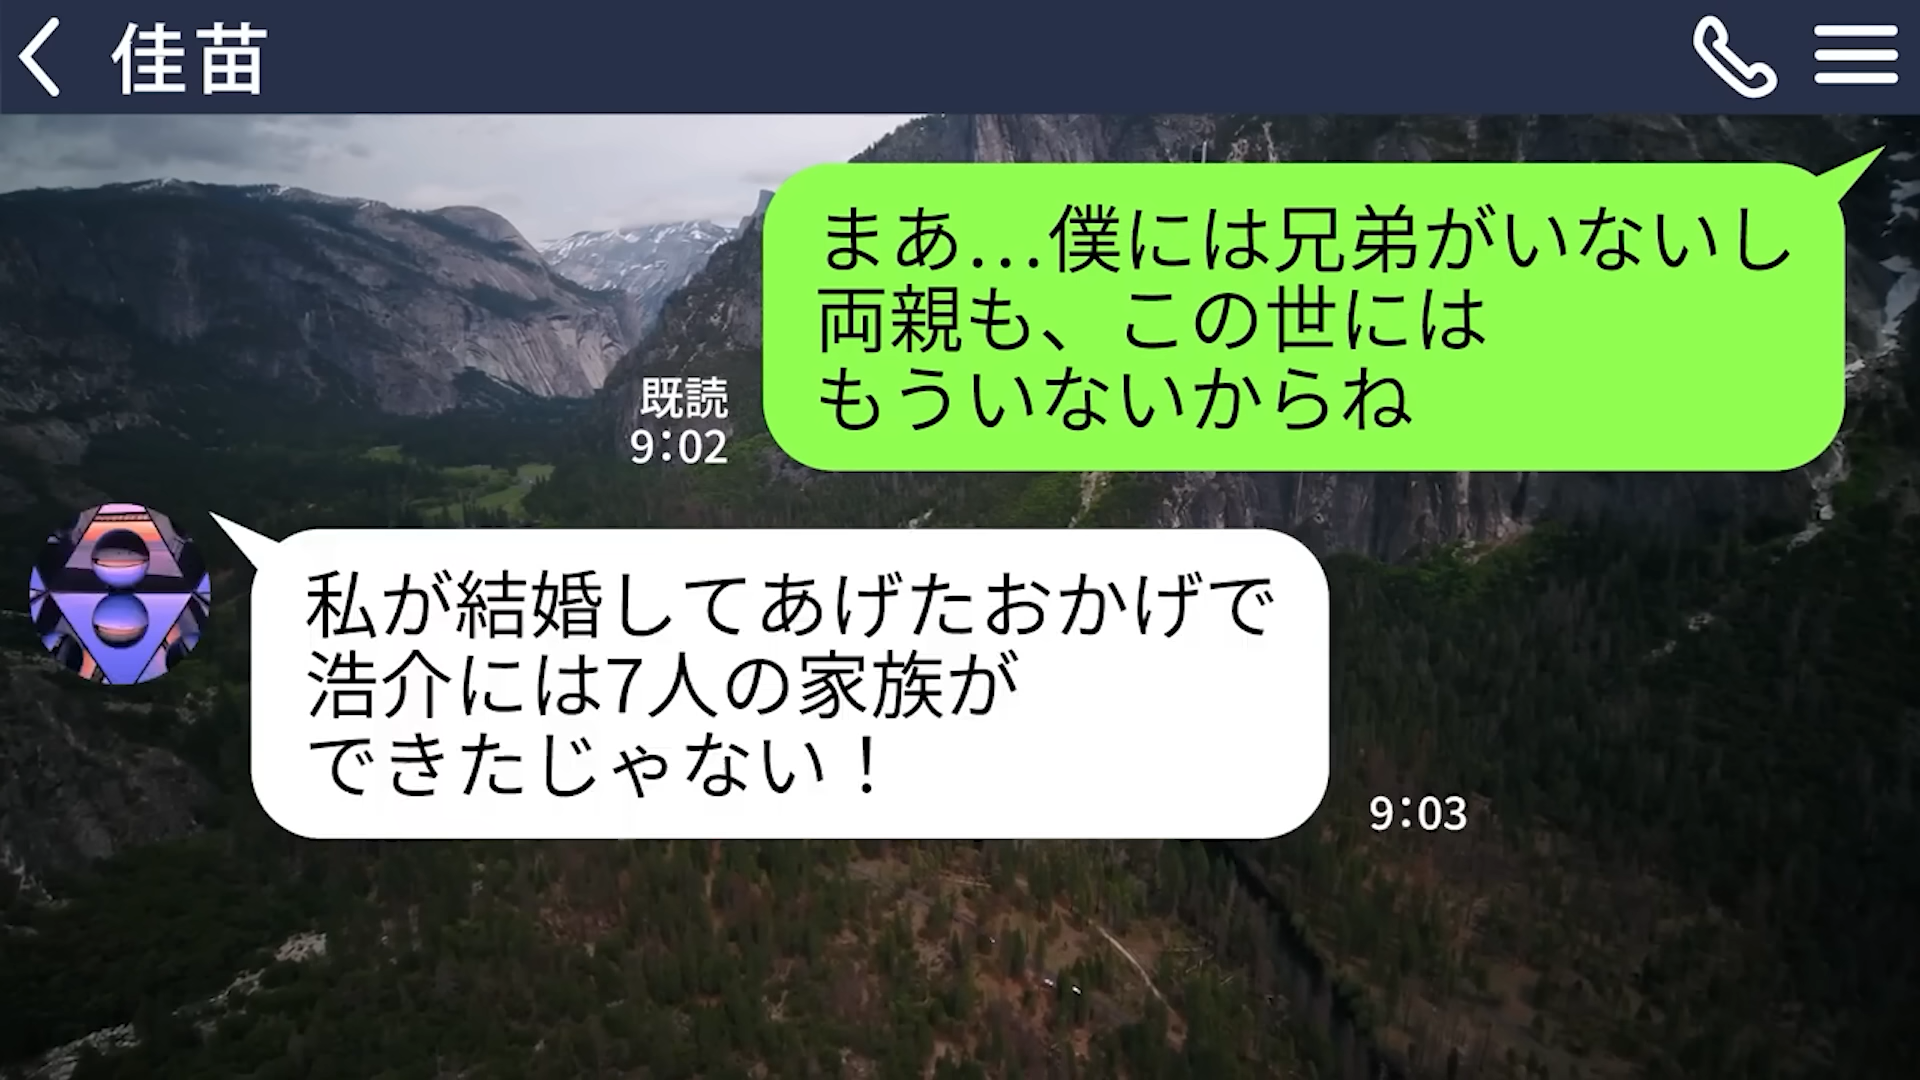 佳苗
まあ…僕には兄弟がいないし
両親も、この世には
もういないからね
既読
9:02
私が結婚してあげたおかげで
浩介には7人の家族が
できたじゃない！
9:03